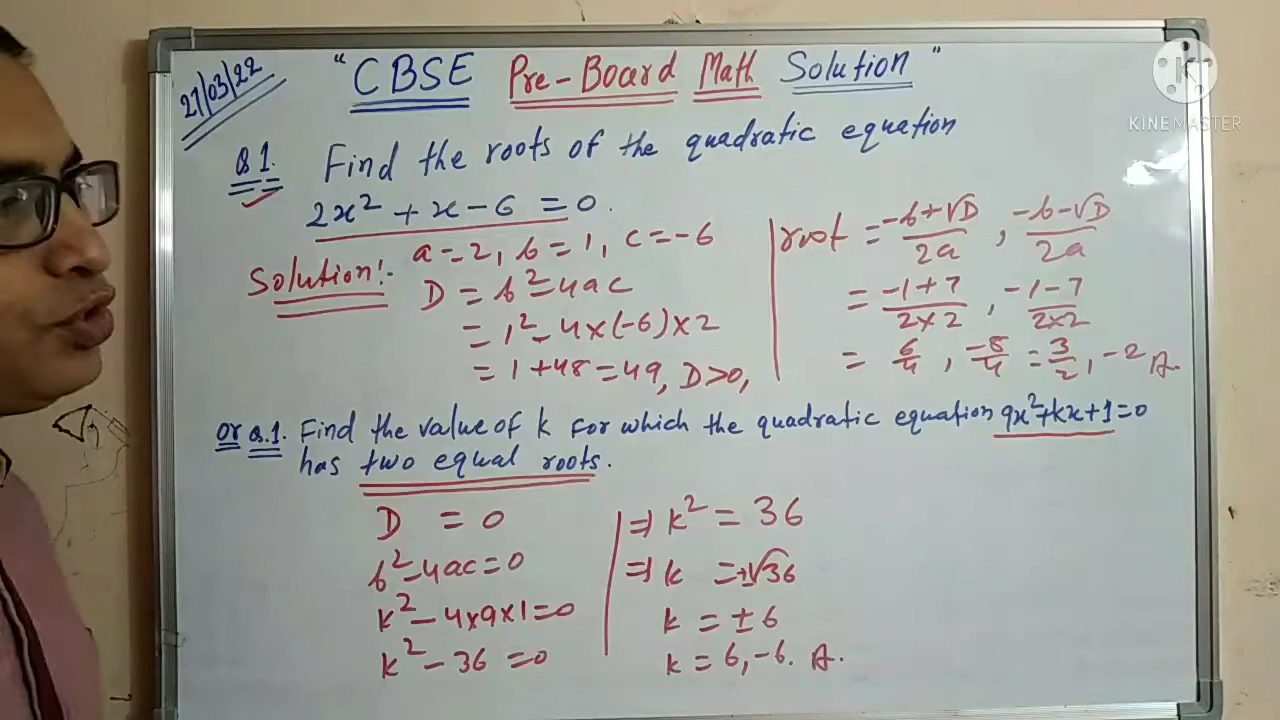 27/03/22
" CBSE Pre-Board Math Solution "
Q.1. Find the roots of the quadratic equation
2x² + x - 6 = 0.
Solution:- a = 2, b = 1, c = -6
D = b² - 4ac
= 1² - 4×(-6)×2
= 1 + 48 = 49, D > 0,
root = -b+√D/2a , -b-√D/2a
= -1+7/2×2 , -1-7/2×2
= 6/4 , -8/4 = 3/2 , -2 A.
or Q.1. Find the value of k for which the quadratic equation 9x²+kx+1=0
has two equal roots.
D = 0
b² - 4ac = 0
k² - 4×9×1 = 0
k² - 36 = 0
⇒ k² = 36
⇒ k = ±√36
k = ± 6
k = 6, -6. A.
K
KINEMASTER